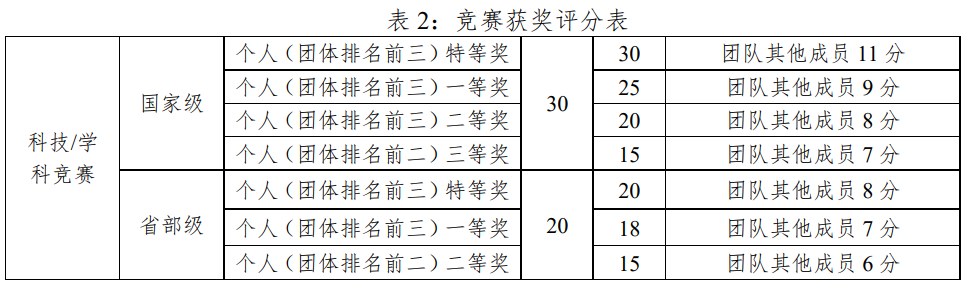 表 2：竞赛获奖评分表
科技/学
科竞赛
国家级
个人（团体排名前三）特等奖
30
30
团队其他成员 11 分
个人（团体排名前三）一等奖
25
团队其他成员 9 分
个人（团体排名前三）二等奖
20
团队其他成员 8 分
个人（团体排名前二）三等奖
15
团队其他成员 7 分
省部级
个人（团体排名前三）特等奖
20
20
团队其他成员 8 分
个人（团体排名前三）一等奖
18
团队其他成员 7 分
个人（团体排名前二）二等奖
15
团队其他成员 6 分